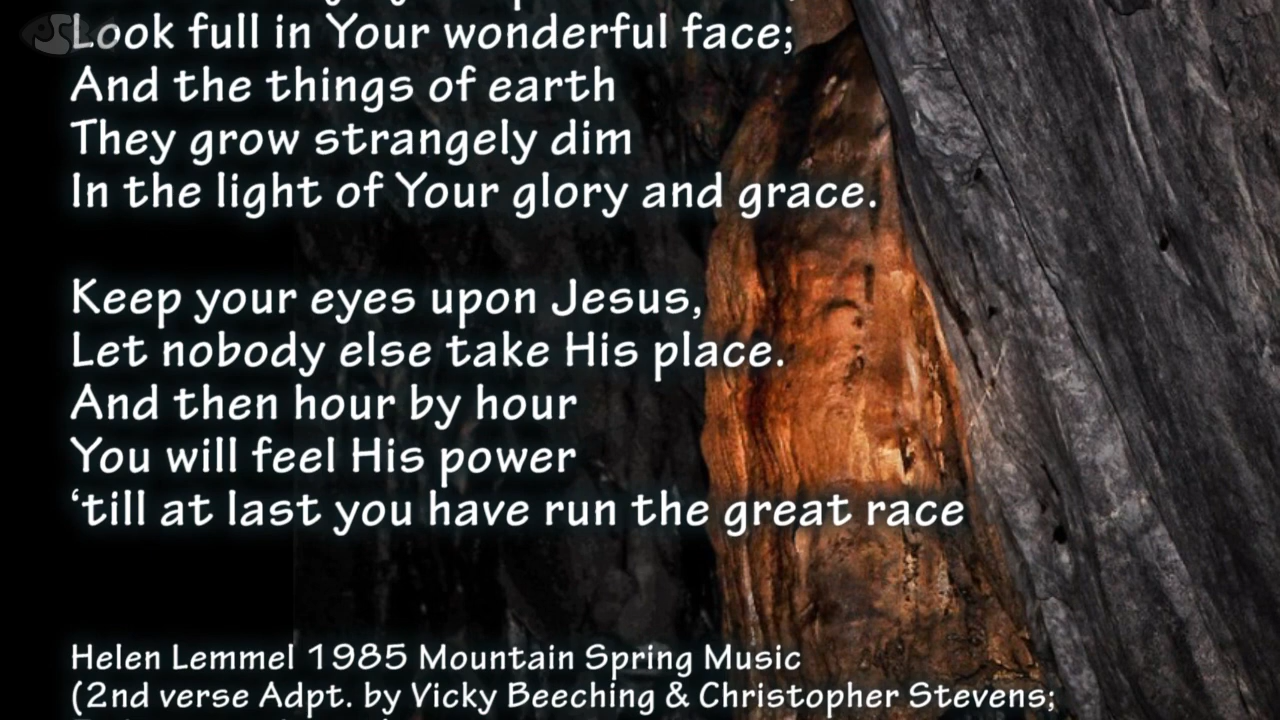 Look full in Your wonderful face;
And the things of earth
They grow strangely dim
In the light of Your glory and grace.
Keep your eyes upon Jesus,
Let nobody else take His place.
And then hour by hour
You will feel His power
‘till at last you have run the great race
Helen Lemmel 1985 Mountain Spring Music
(2nd verse Adpt. by Vicky Beeching & Christopher Stevens;